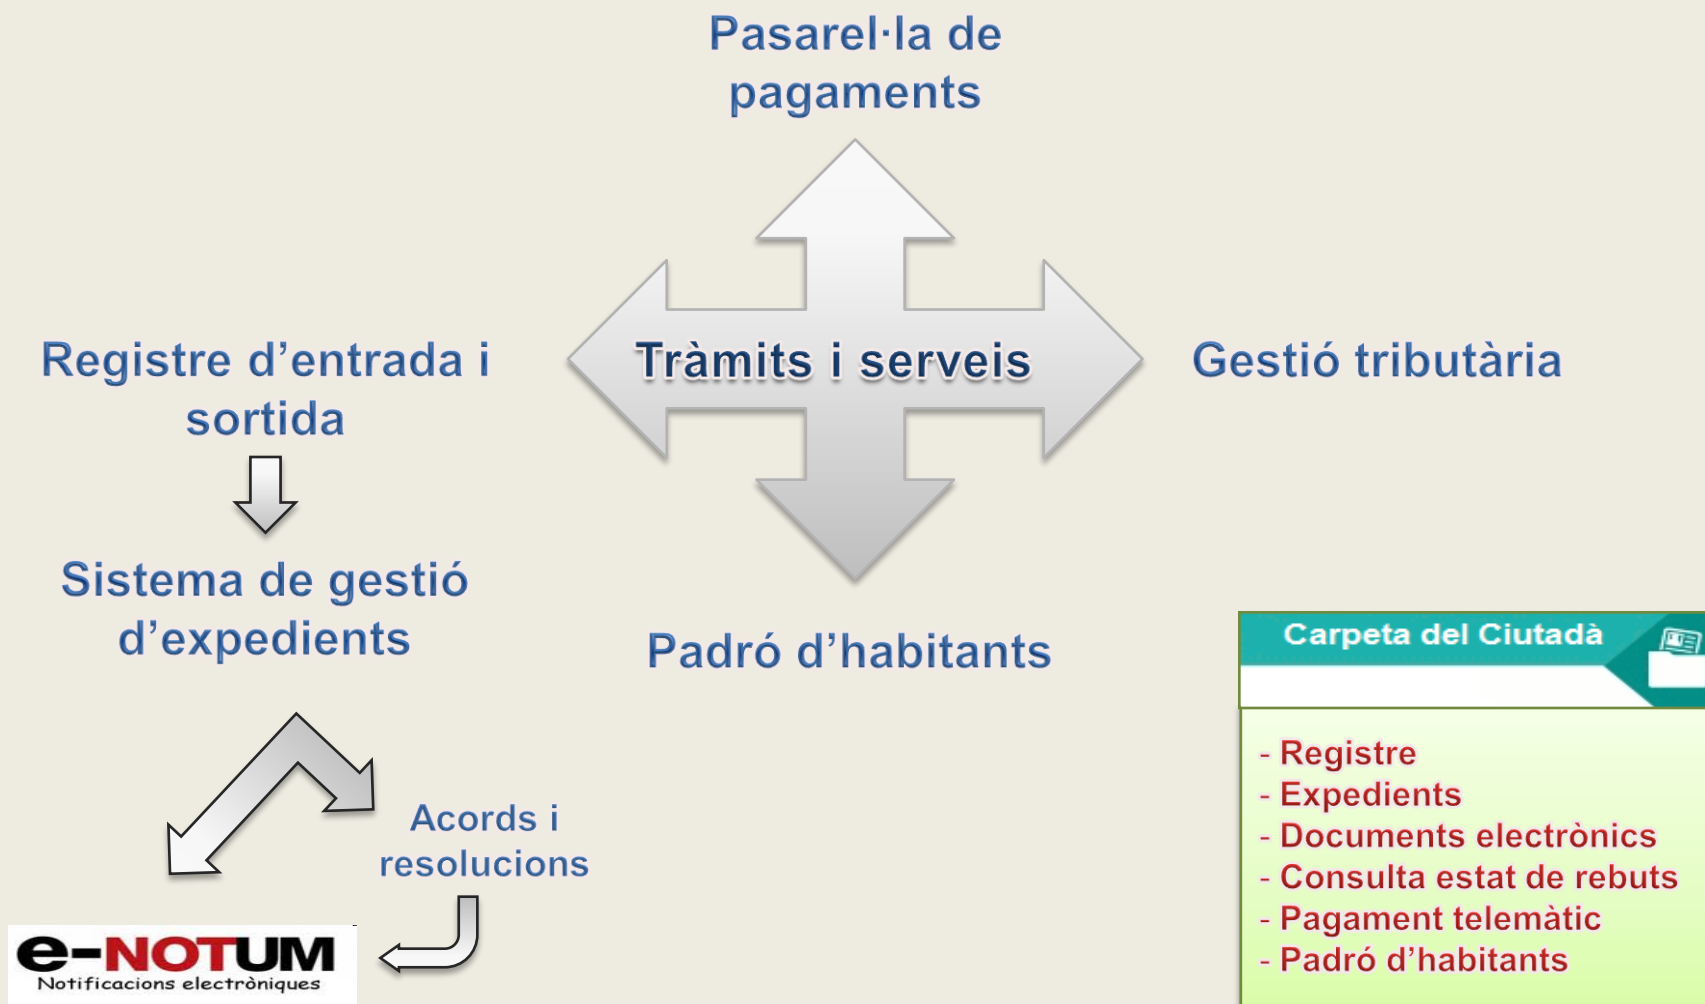 Pasarel·la de
pagaments
Registre d’entrada i
sortida
Tràmits i serveis
Gestió tributària
Sistema de gestió
d’expedients
Padró d’habitants
Acords i
resolucions
e-NOTUM
Notificacions electròniques
Carpeta del Ciutadà
- Registre
- Expedients
- Documents electrònics
- Consulta estat de rebuts
- Pagament telemàtic
- Padró d’habitants